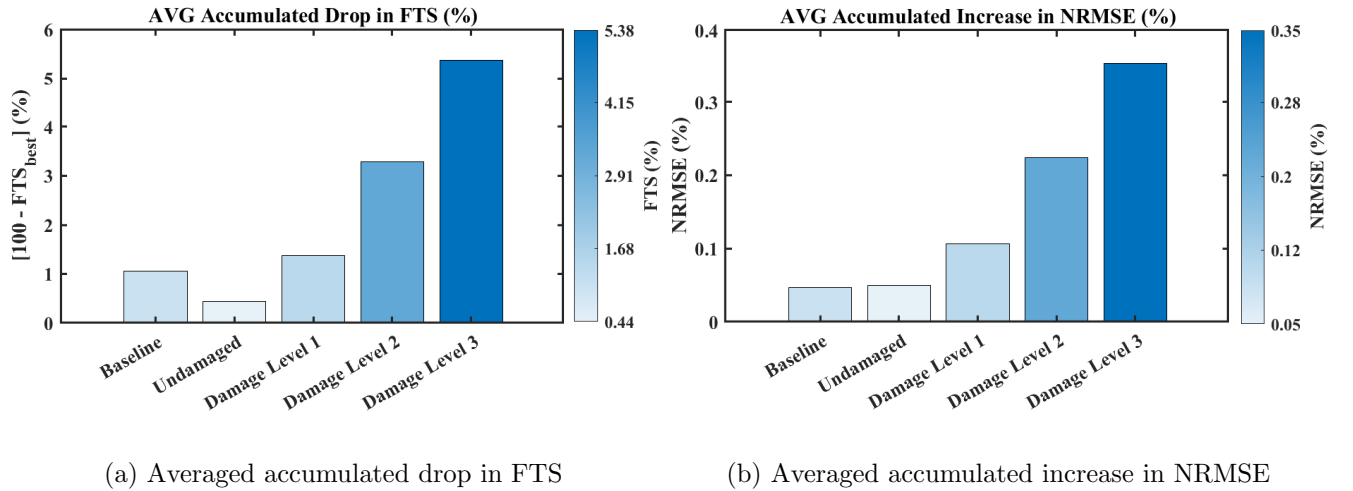 AVG Accumulated Drop in FTS (%)
[100 - FTS_best] (%)
6
5
4
3
2
1
0
Baseline
Undamaged
Damage Level 1
Damage Level 2
Damage Level 3
5.38
4.15
2.91
1.68
0.44
FTS (%)
(a) Averaged accumulated drop in FTS
AVG Accumulated Increase in NRMSE (%)
NRMSE (%)
0.4
0.3
0.2
0.1
0
Baseline
Undamaged
Damage Level 1
Damage Level 2
Damage Level 3
0.35
0.28
0.2
0.12
0.05
NRMSE (%)
(b) Averaged accumulated increase in NRMSE